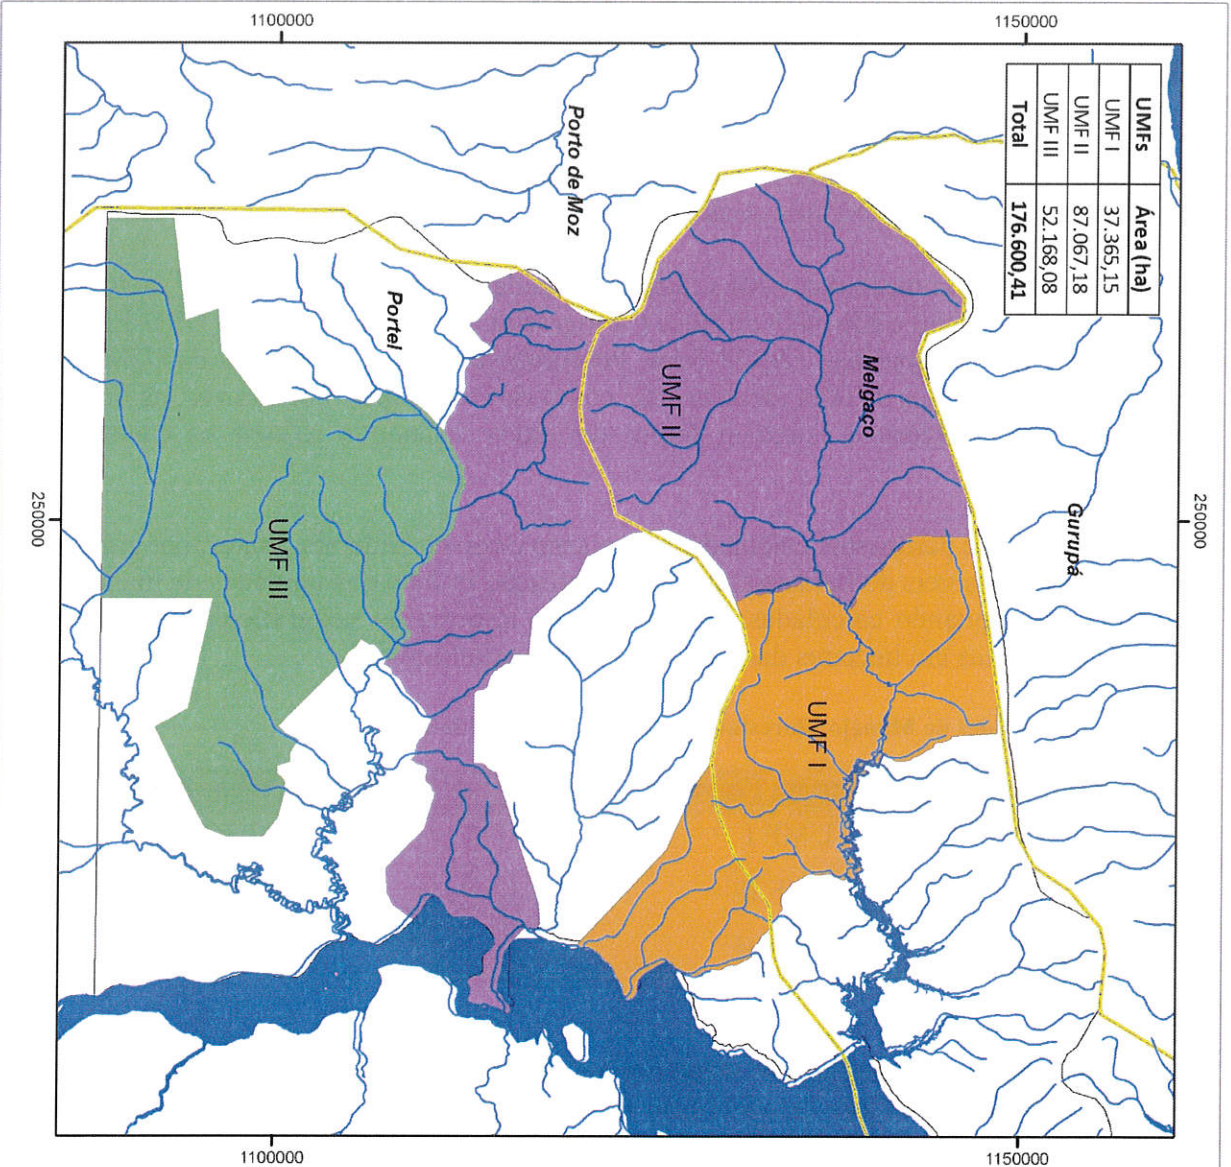 1100000
1150000
UMFs Área (ha)
UMF I 37.365,15
UMF II 87.067,18
UMF III 52.168,08
Total 176.600,41
Porto de Moz
Portel
Melgaço
Gurupá
UMF II
UMF III
UMF I
250000
250000
1100000
1150000